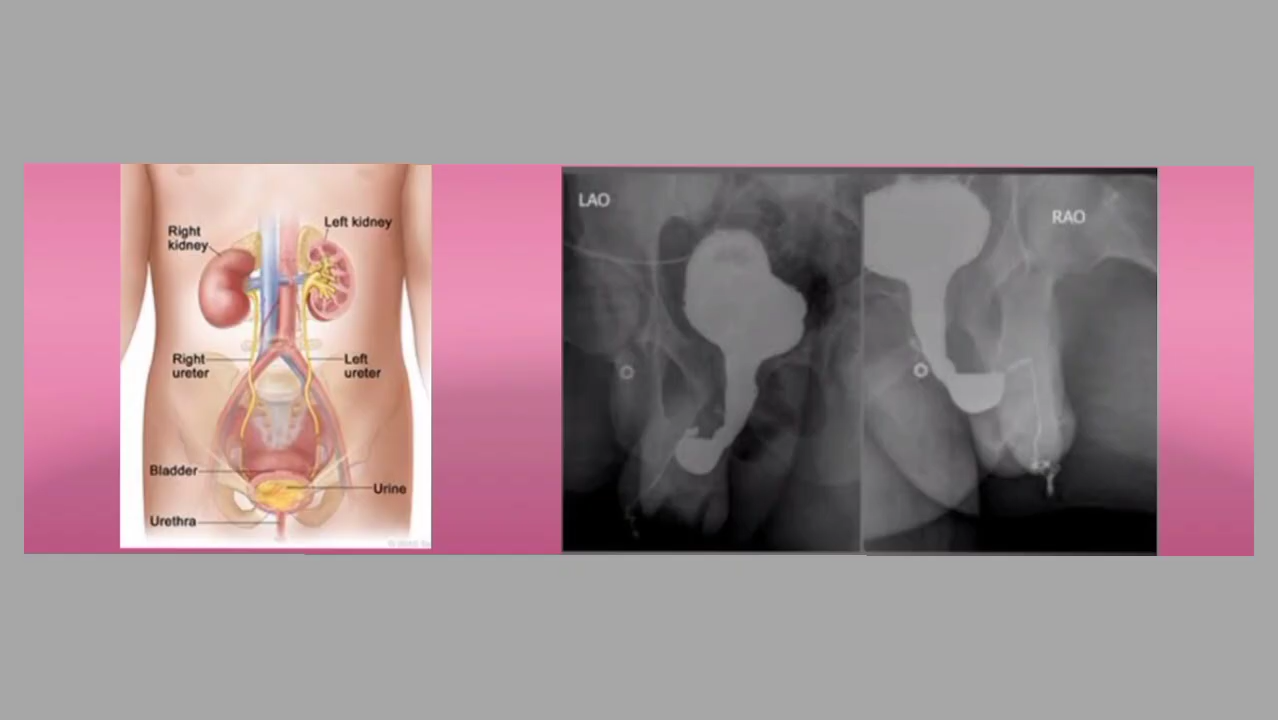 Right
kidney
Left kidney
Right
ureter
Left
ureter
Bladder
Urine
Urethra
LAO
RAO